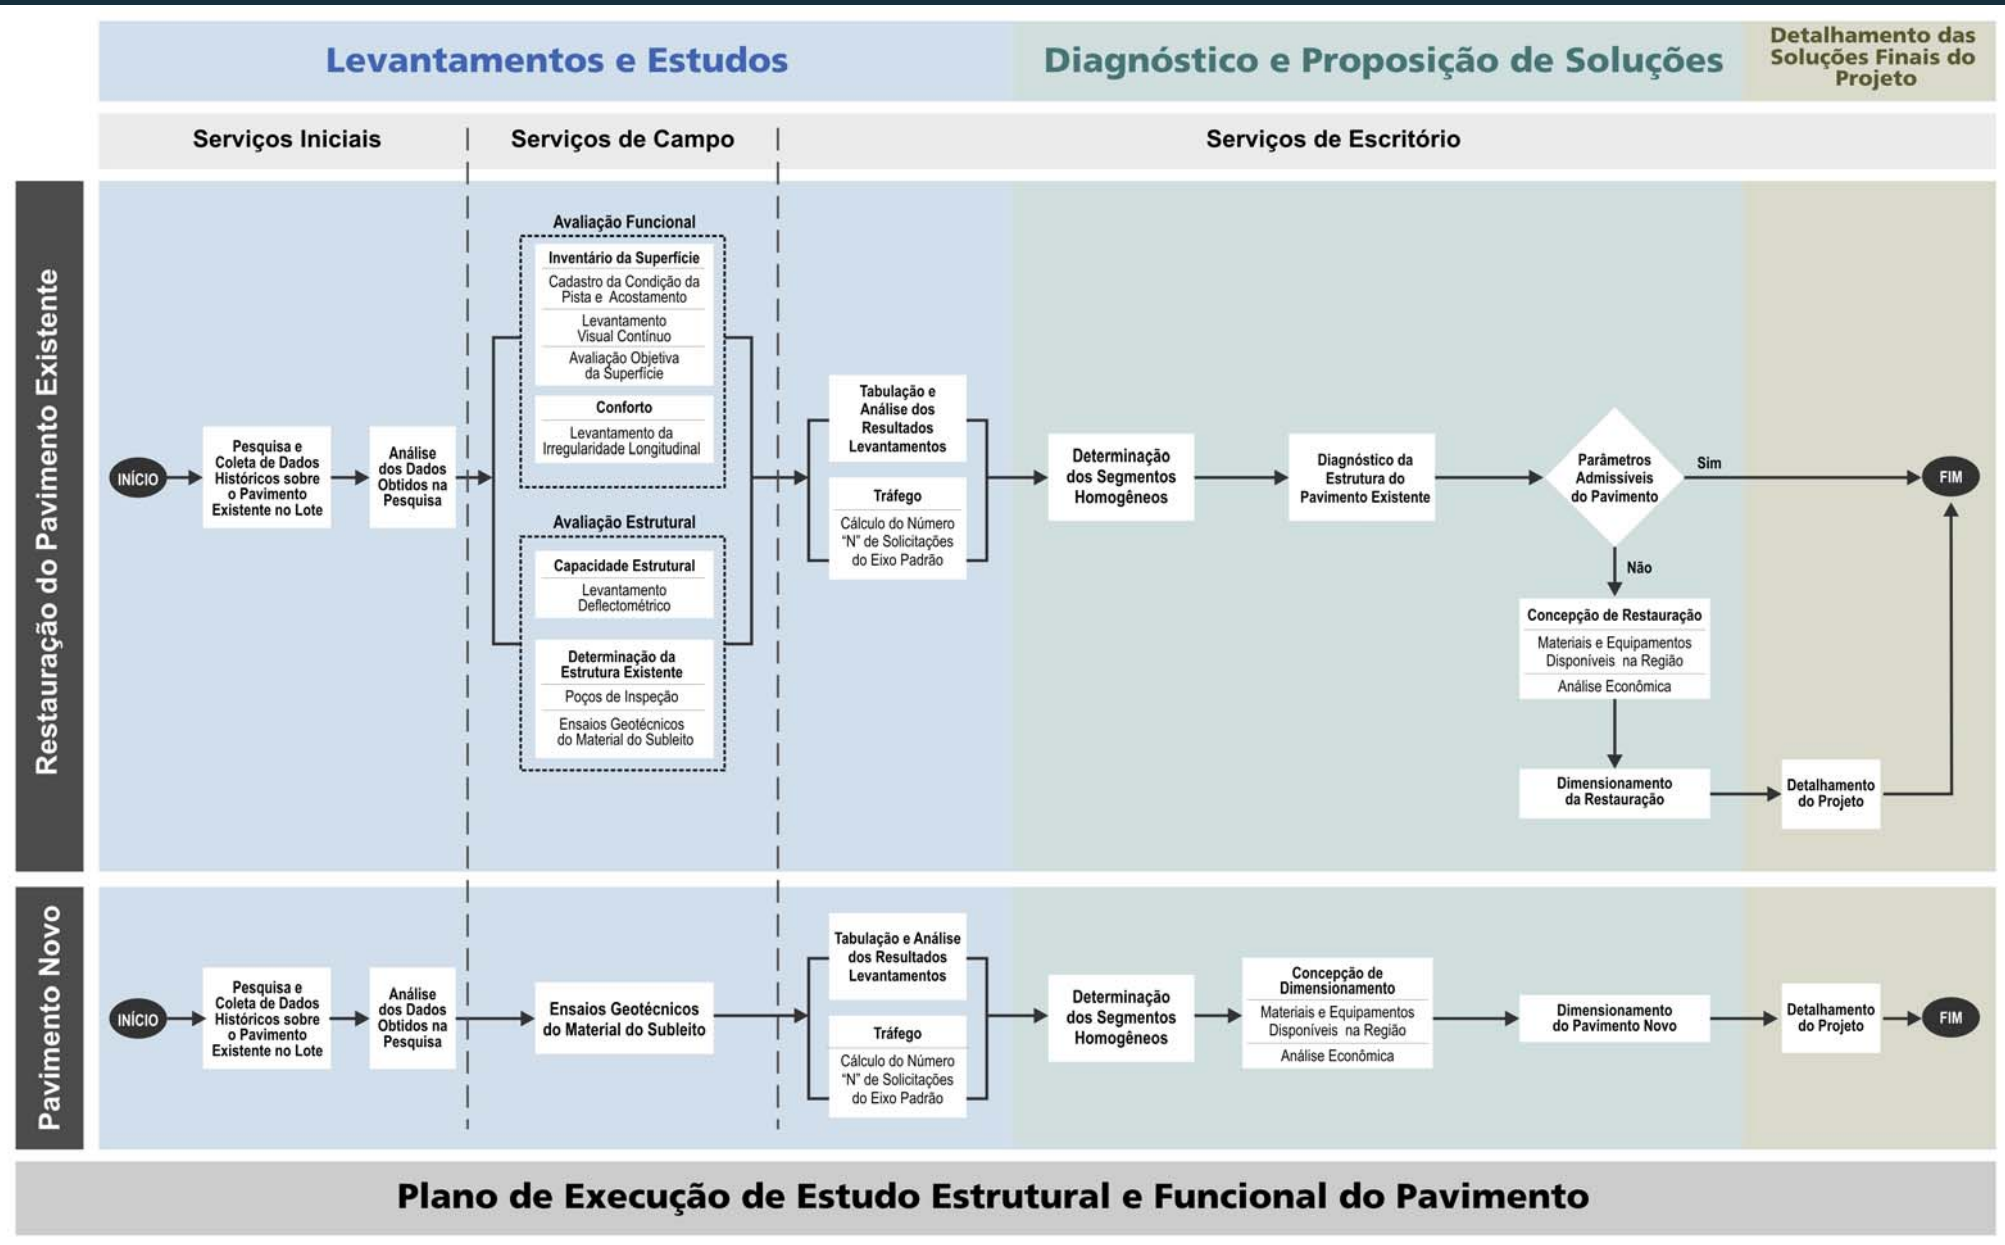 Levantamentos e Estudos
Diagnóstico e Proposição de Soluções
Detalhamento das
Soluções Finais do
Projeto
Serviços Iniciais
Serviços de Campo
Serviços de Escritório
Restauração do Pavimento Existente
INÍCIO
Pesquisa e
Coleta de Dados
Históricos sobre
o Pavimento
Existente no Lote
Análise
dos Dados
Obtidos na
Pesquisa
Avaliação Funcional
Inventário da Superfície
Cadastro da Condição da
Pista e Acostamento
Levantamento
Visual Contínuo
Avaliação Objetiva
da Superfície
Conforto
Levantamento da
Irregularidade Longitudinal
Avaliação Estrutural
Capacidade Estrutural
Levantamento
Deflectométrico
Determinação da
Estrutura Existente
Poços de Inspeção
Ensaios Geotécnicos
do Material do Subleito
Tabulação e
Análise dos
Resultados
Levantamentos
Tráfego
Cálculo do Número
“N” de Solicitações
do Eixo Padrão
Determinação
dos Segmentos
Homogêneos
Diagnóstico da
Estrutura do
Pavimento Existente
Parâmetros
Admissíveis
do Pavimento
Sim
FIM
Não
Concepção de Restauração
Materiais e Equipamentos
Disponíveis na Região
Análise Econômica
Dimensionamento
da Restauração
Detalhamento
do Projeto
Pavimento Novo
INÍCIO
Pesquisa e
Coleta de Dados
Históricos sobre
o Pavimento
Existente no Lote
Análise
dos Dados
Obtidos na
Pesquisa
Ensaios Geotécnicos
do Material do Subleito
Tabulação e Análise
dos Resultados
Levantamentos
Tráfego
Cálculo do Número
“N” de Solicitações
do Eixo Padrão
Determinação
dos Segmentos
Homogêneos
Concepção de
Dimensionamento
Materiais e Equipamentos
Disponíveis na Região
Análise Econômica
Dimensionamento
do Pavimento Novo
Detalhamento
do Projeto
FIM
Plano de Execução de Estudo Estrutural e Funcional do Pavimento